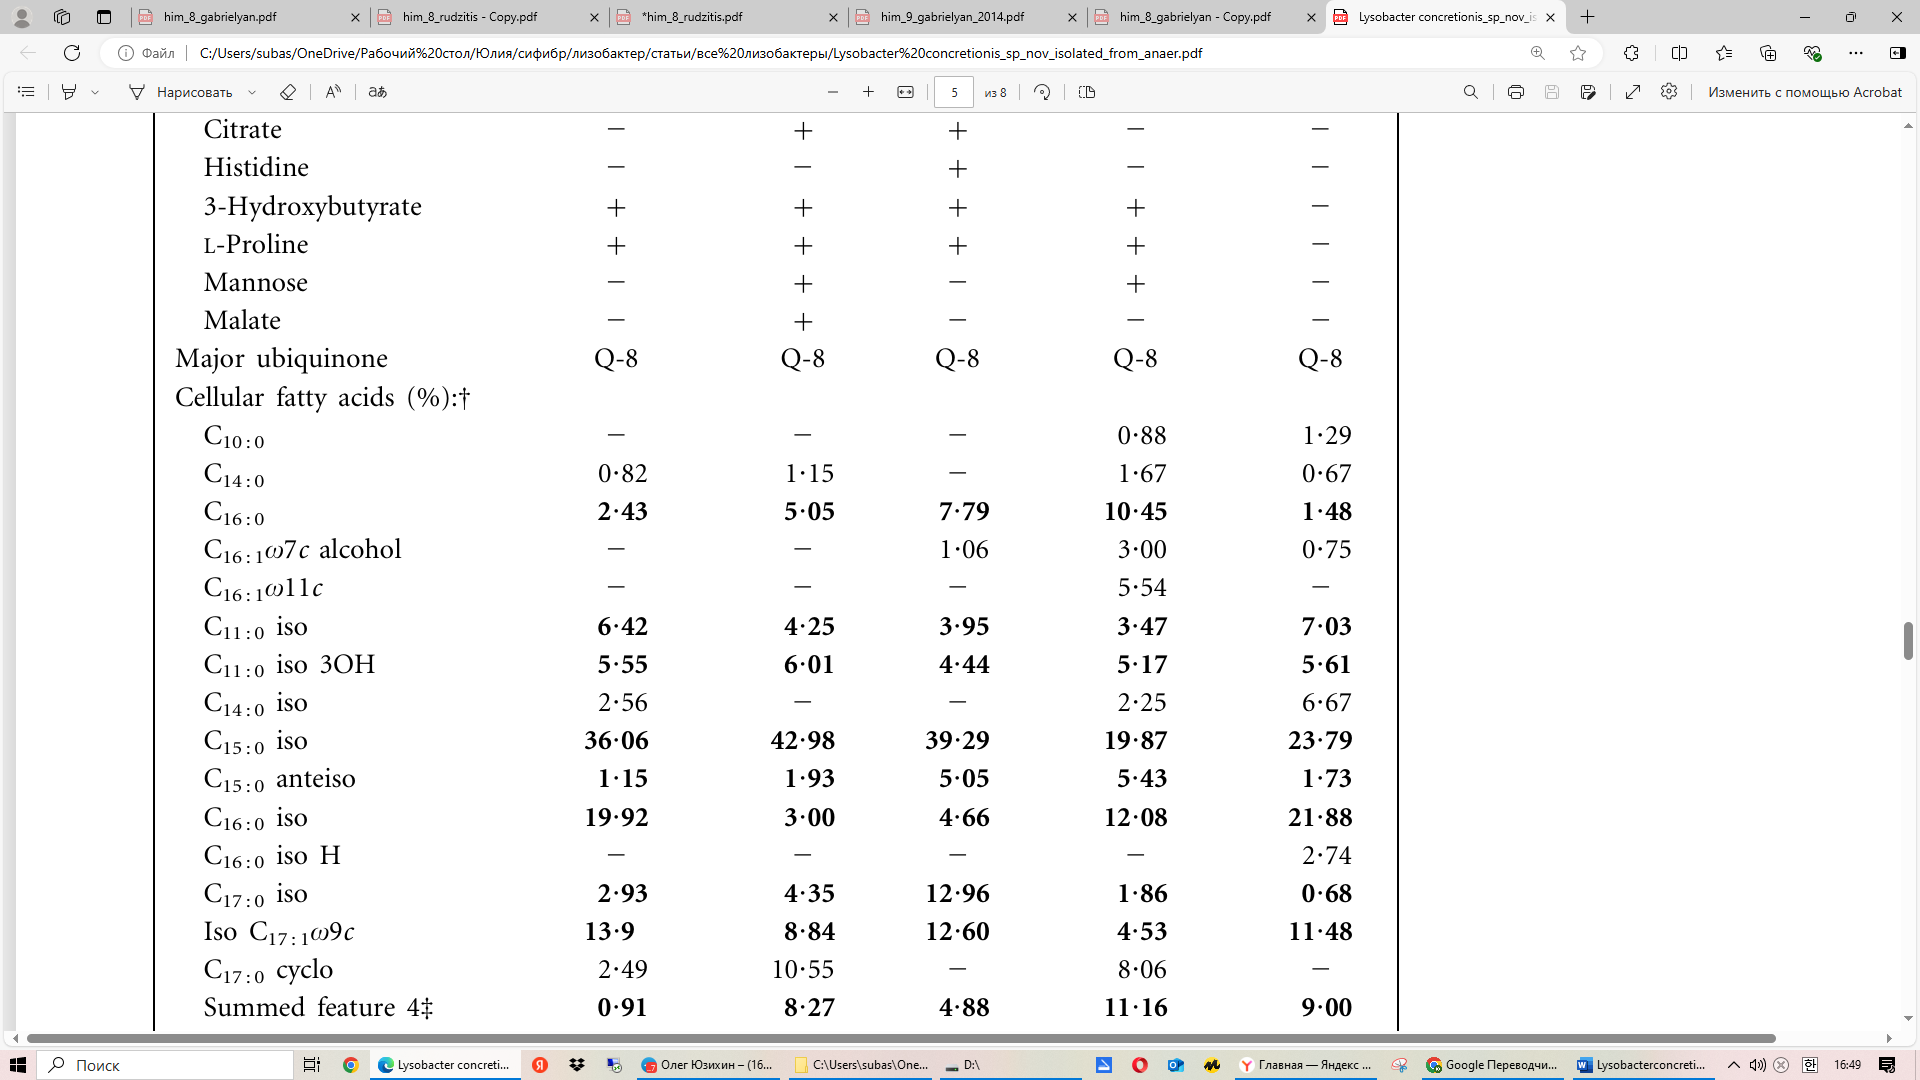 him_8_gabrielyan.pdf
him_8_rudzitis - Copy.pdf
*him_8_rudzitis.pdf
him_9_gabrielyan_2014.pdf
him_8_gabrielyan - Copy.pdf
Lysobacter concretionis_sp_nov_is
Файл C:/Users/subas/OneDrive/Рабочий%20стол/Юлия/сифибр/лизобактер/статьи/все%20лизобактеры/Lysobacter%20concretionis_sp_nov_isolated_from_anaer.pdf
Нарисовать 5 из 8 Изменить с помощью Acrobat
Citrate − + + − −
Histidine − − + − −
3-Hydroxybutyrate + + + + −
L-Proline + + + + −
Mannose − + − + −
Malate − + − − −
Major ubiquinone Q-8 Q-8 Q-8 Q-8 Q-8
Cellular fatty acids (%):†
C10 : 0 − − − 0·88 1·29
C14 : 0 0·82 1·15 − 1·67 0·67
C16 : 0 2·43 5·05 7·79 10·45 1·48
C16 : 1ω7c alcohol − − 1·06 3·00 0·75
C16 : 1ω11c − − − 5·54 −
C11 : 0 iso 6·42 4·25 3·95 3·47 7·03
C11 : 0 iso 3OH 5·55 6·01 4·44 5·17 5·61
C14 : 0 iso 2·56 − − 2·25 6·67
C15 : 0 iso 36·06 42·98 39·29 19·87 23·79
C15 : 0 anteiso 1·15 1·93 5·05 5·43 1·73
C16 : 0 iso 19·92 3·00 4·66 12·08 21·88
C16 : 0 iso H − − − − 2·74
C17 : 0 iso 2·93 4·35 12·96 1·86 0·68
Iso C17 : 1ω9c 13·9 8·84 12·60 4·53 11·48
C17 : 0 cyclo 2·49 10·55 − 8·06 −
Summed feature 4‡ 0·91 8·27 4·88 11·16 9·00
Поиск Lysobacter concreti... Олег Юзихин – (16... C:\Users\subas\One... D:\ Главная — Яндекс ... Google Переводчи... Lysobacterconcreti... 16:49